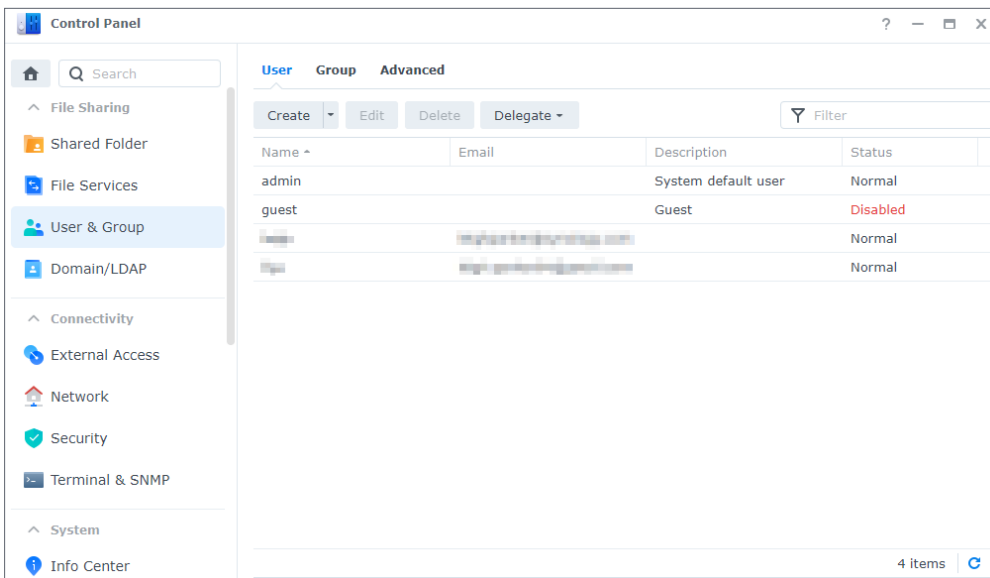 Control Panel
?
Search
User Group Advanced
File Sharing
Create Edit Delete Delegate Filter
Shared Folder
Name Email Description Status
File Services
admin System default user Normal
guest Guest Disabled
User & Group
Normal
Domain/LDAP
Normal
Connectivity
External Access
Network
Security
Terminal & SNMP
System
Info Center
4 items